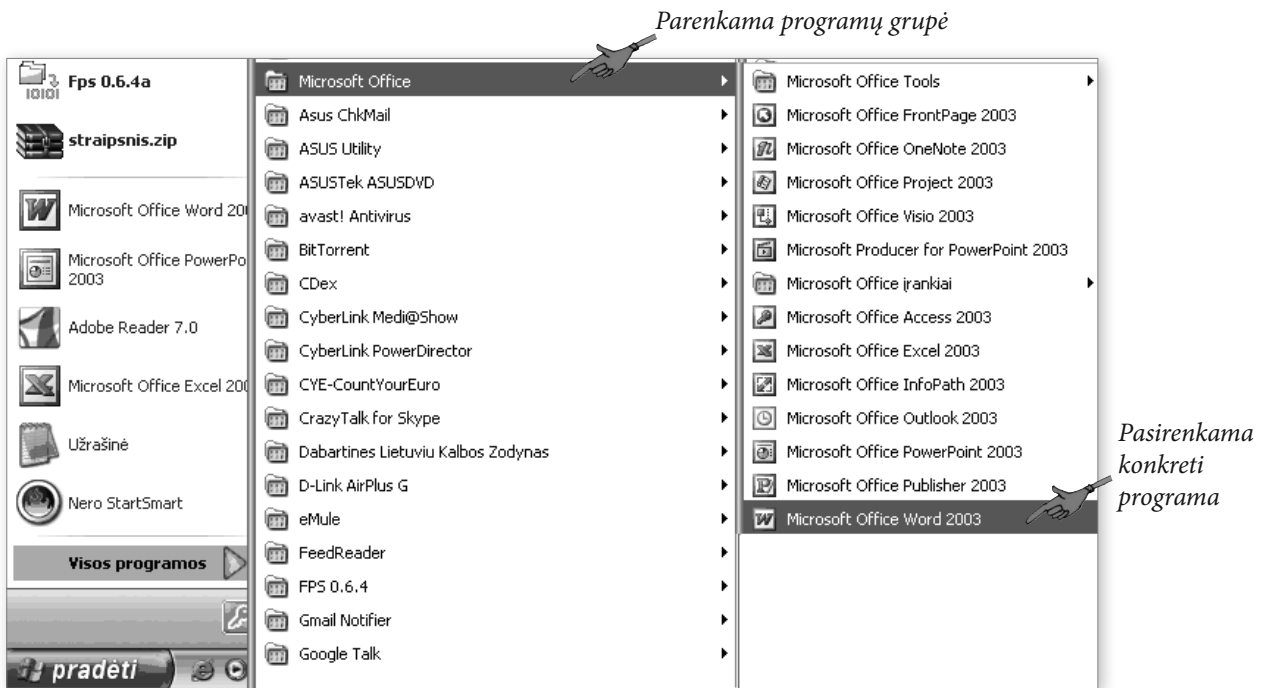 Parenkama programų grupė
Fps 0.6.4a
straipsnis.zip
Microsoft Office Word 200
Microsoft Office PowerPo
2003
Adobe Reader 7.0
Microsoft Office Excel 200
Užrašinė
Nero StartSmart
Visos programos
pradėti
Microsoft Office
Asus ChkMail
ASUS Utility
ASUSTek ASUSDVD
avast! Antivirus
BitTorrent
CDex
CyberLink Medi@Show
CyberLink PowerDirector
CYE-CountYourEuro
CrazyTalk for Skype
Dabartines Lietuviu Kalbos Zodynas
D-Link AirPlus G
eMule
FeedReader
FPS 0.6.4
Gmail Notifier
Google Talk
Microsoft Office Tools
Microsoft Office FrontPage 2003
Microsoft Office OneNote 2003
Microsoft Office Project 2003
Microsoft Office Visio 2003
Microsoft Producer for PowerPoint 2003
Microsoft Office įrankiai
Microsoft Office Access 2003
Microsoft Office Excel 2003
Microsoft Office InfoPath 2003
Microsoft Office Outlook 2003
Microsoft Office PowerPoint 2003
Microsoft Office Publisher 2003
Microsoft Office Word 2003
Pasirenkama
konkreti
programa